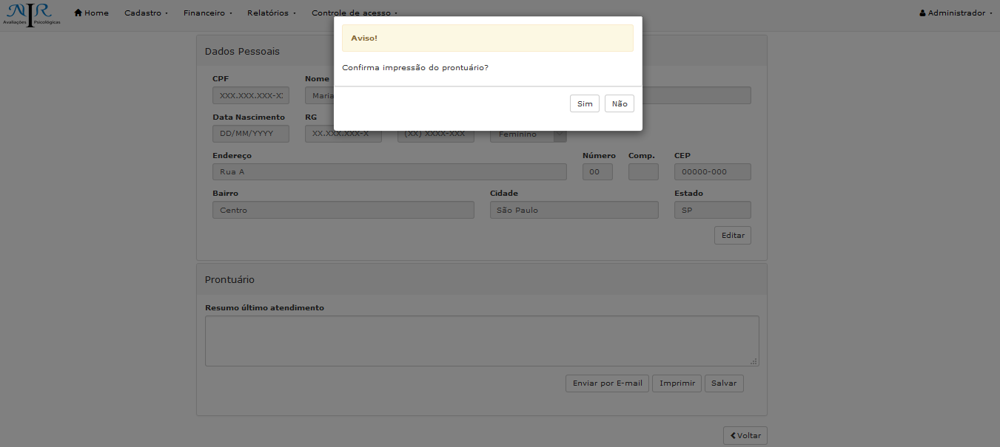 NIR
Avaliações Psicológicas
Home Cadastro Financeiro Relatórios Controle de acesso Administrador
Aviso!
Confirma impressão do prontuário?
Sim Não
Dados Pessoais
CPF Nome
XXX.XXX.XXX-XX Maria
Data Nascimento RG
DD/MM/YYYY XX.XXX.XXX-X (XX) XXXX-XXX Feminino
Endereço Número Comp. CEP
Rua A 00 00000-000
Bairro Cidade Estado
Centro São Paulo SP
Editar
Prontuário
Resumo último atendimento
Enviar por E-mail Imprimir Salvar
Voltar